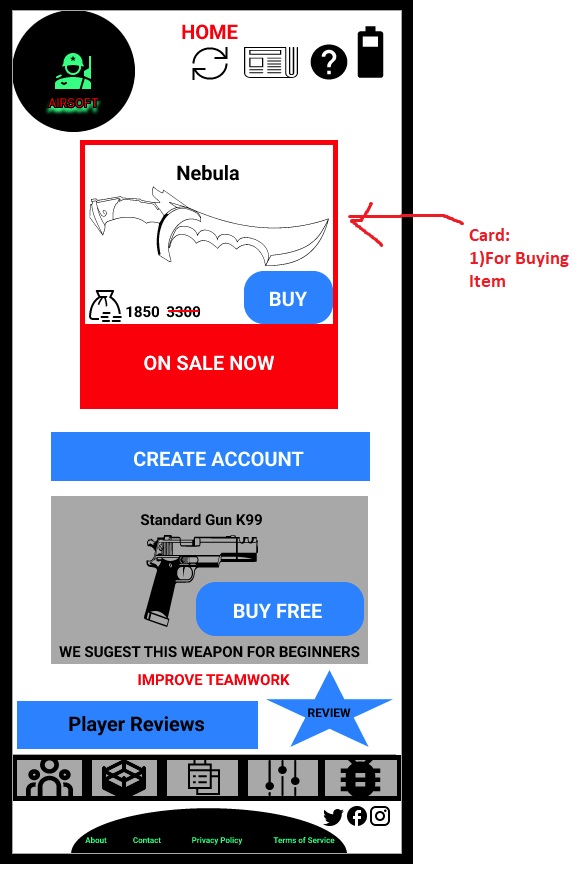 HOME
AIRSOFT
Nebula
1850 3300
BUY
ON SALE NOW
Card:
1)For Buying
Item
CREATE ACCOUNT
Standard Gun K99
BUY FREE
WE SUGEST THIS WEAPON FOR BEGINNERS
IMPROVE TEAMWORK
Player Reviews
REVIEW
About Contact Privacy Policy Terms of Service